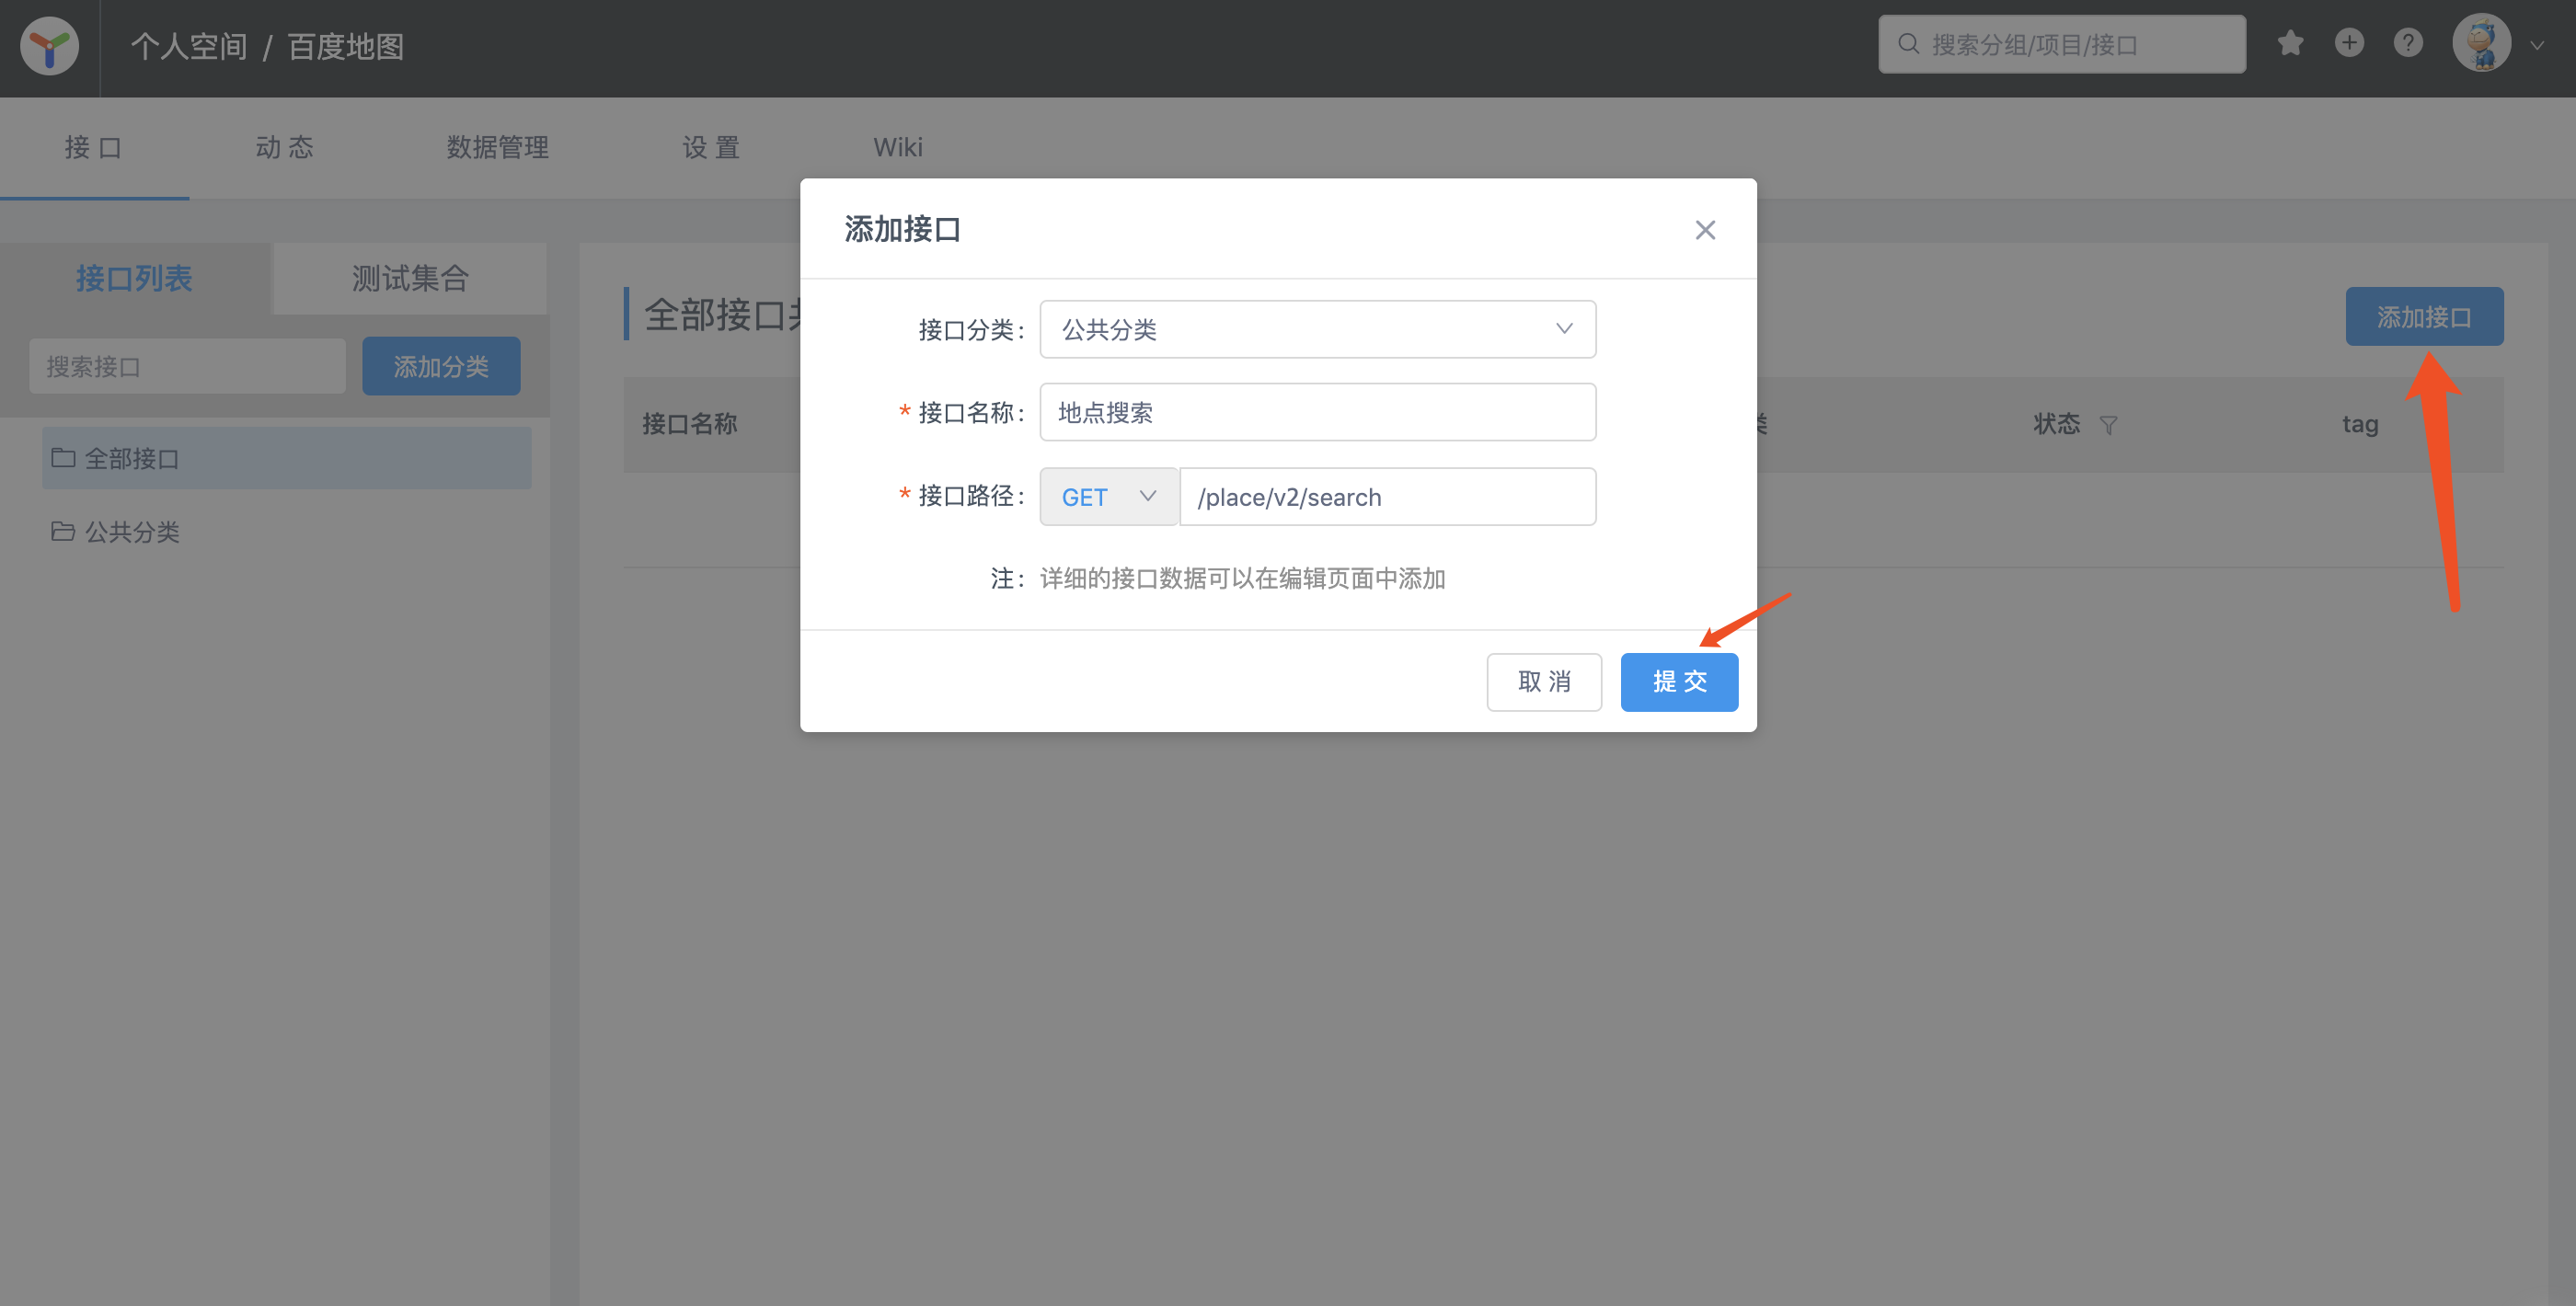 个人空间 / 百度地图
搜索分组/项目/接口
接 口
动 态
数据管理
设 置
Wiki
接口列表
测试集合
搜索接口
添加分类
全部接口
公共分类
全部接口
添加接口
接口名称
状态
tag
添加接口
接口分类：
公共分类
* 接口名称：
地点搜索
* 接口路径：
GET
/place/v2/search
注：
详细的接口数据可以在编辑页面中添加
取 消
提 交